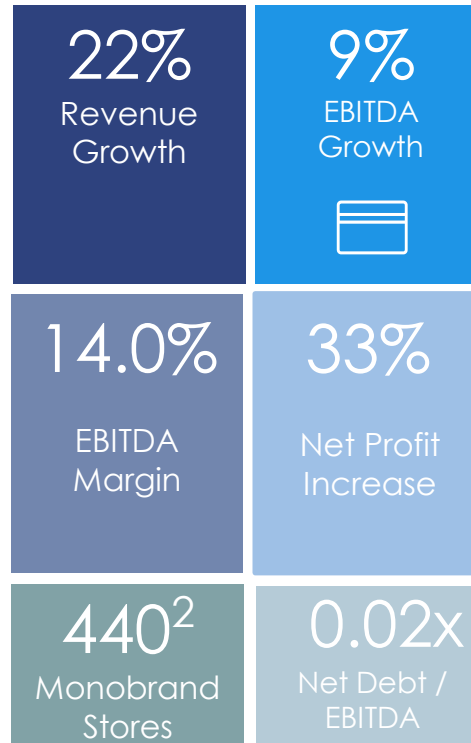 22%
Revenue
Growth
9%
EBITDA
Growth
14.0%
EBITDA
Margin
33%
Net Profit
Increase
440²
Monobrand
Stores
0.02x
Net Debt /
EBITDA